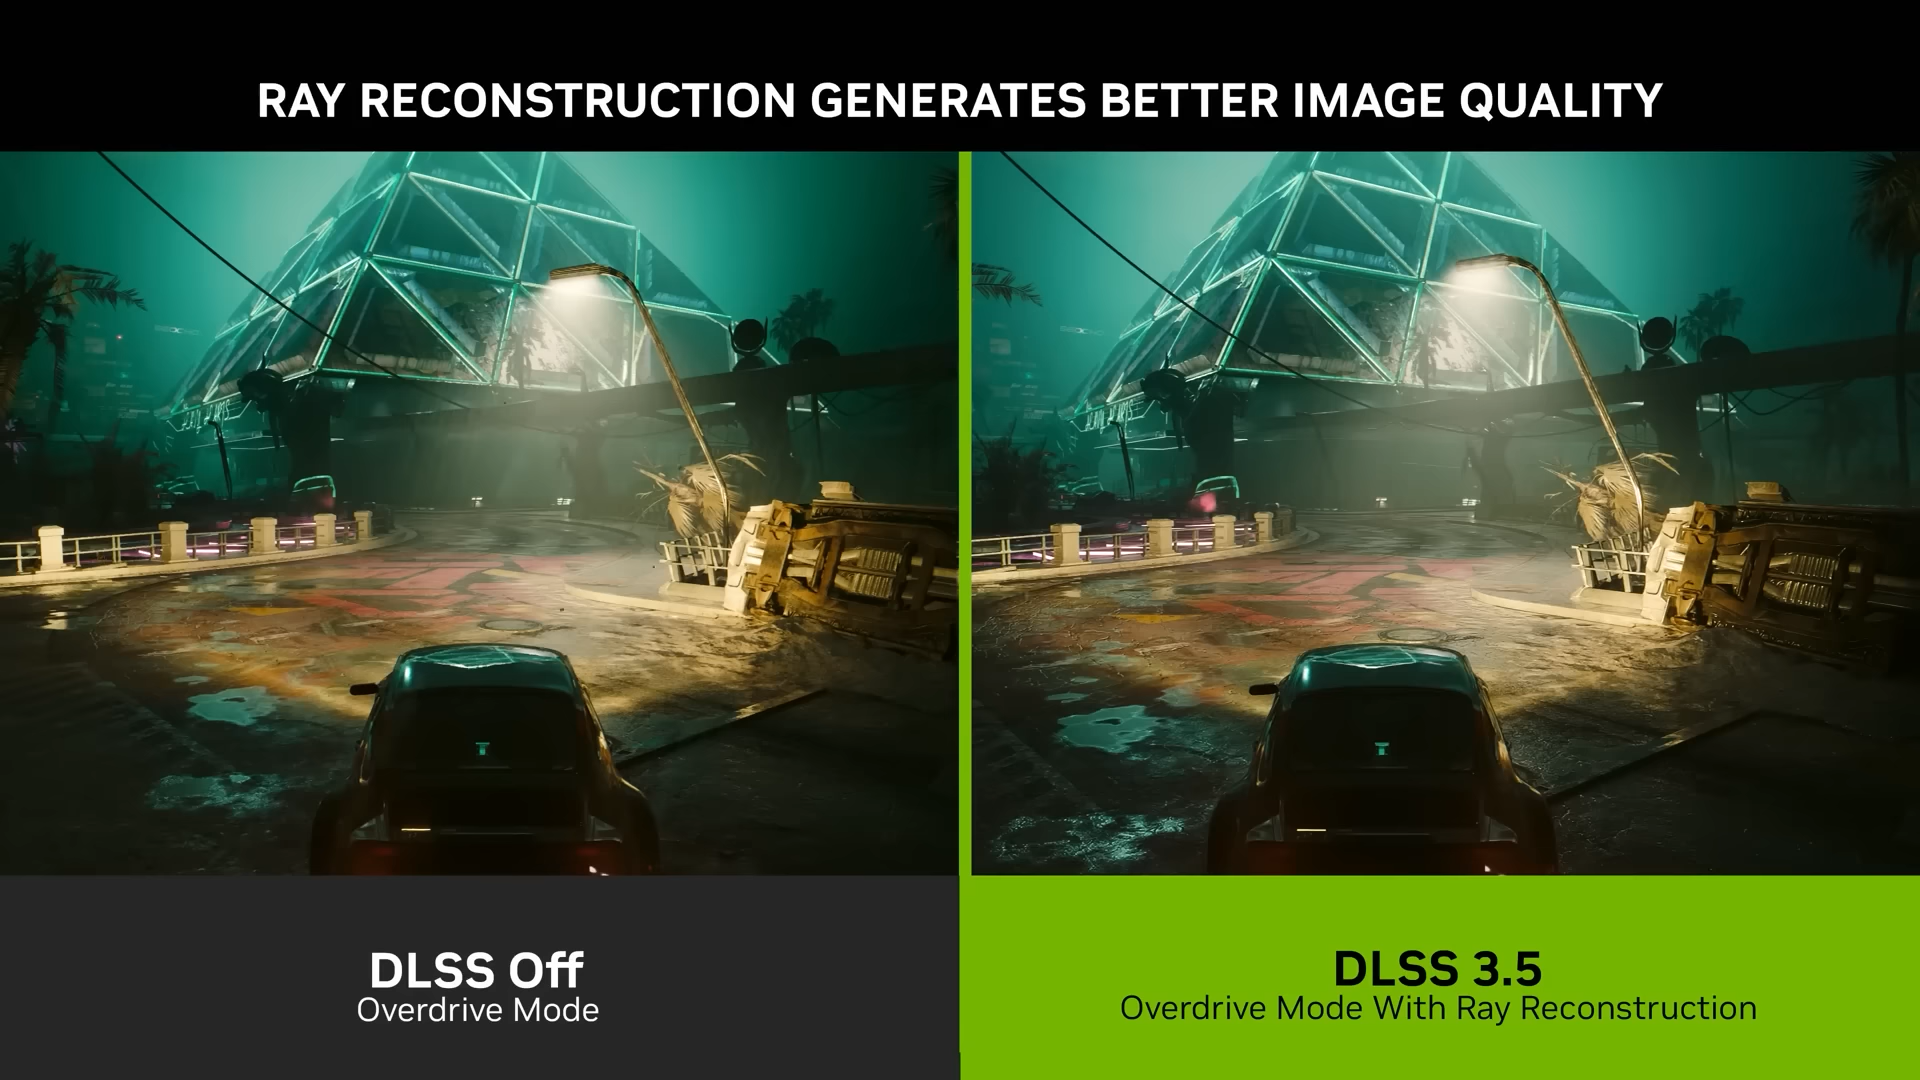 RAY RECONSTRUCTION GENERATES BETTER IMAGE QUALITY
DLSS Off
Overdrive Mode
DLSS 3.5
Overdrive Mode With Ray Reconstruction